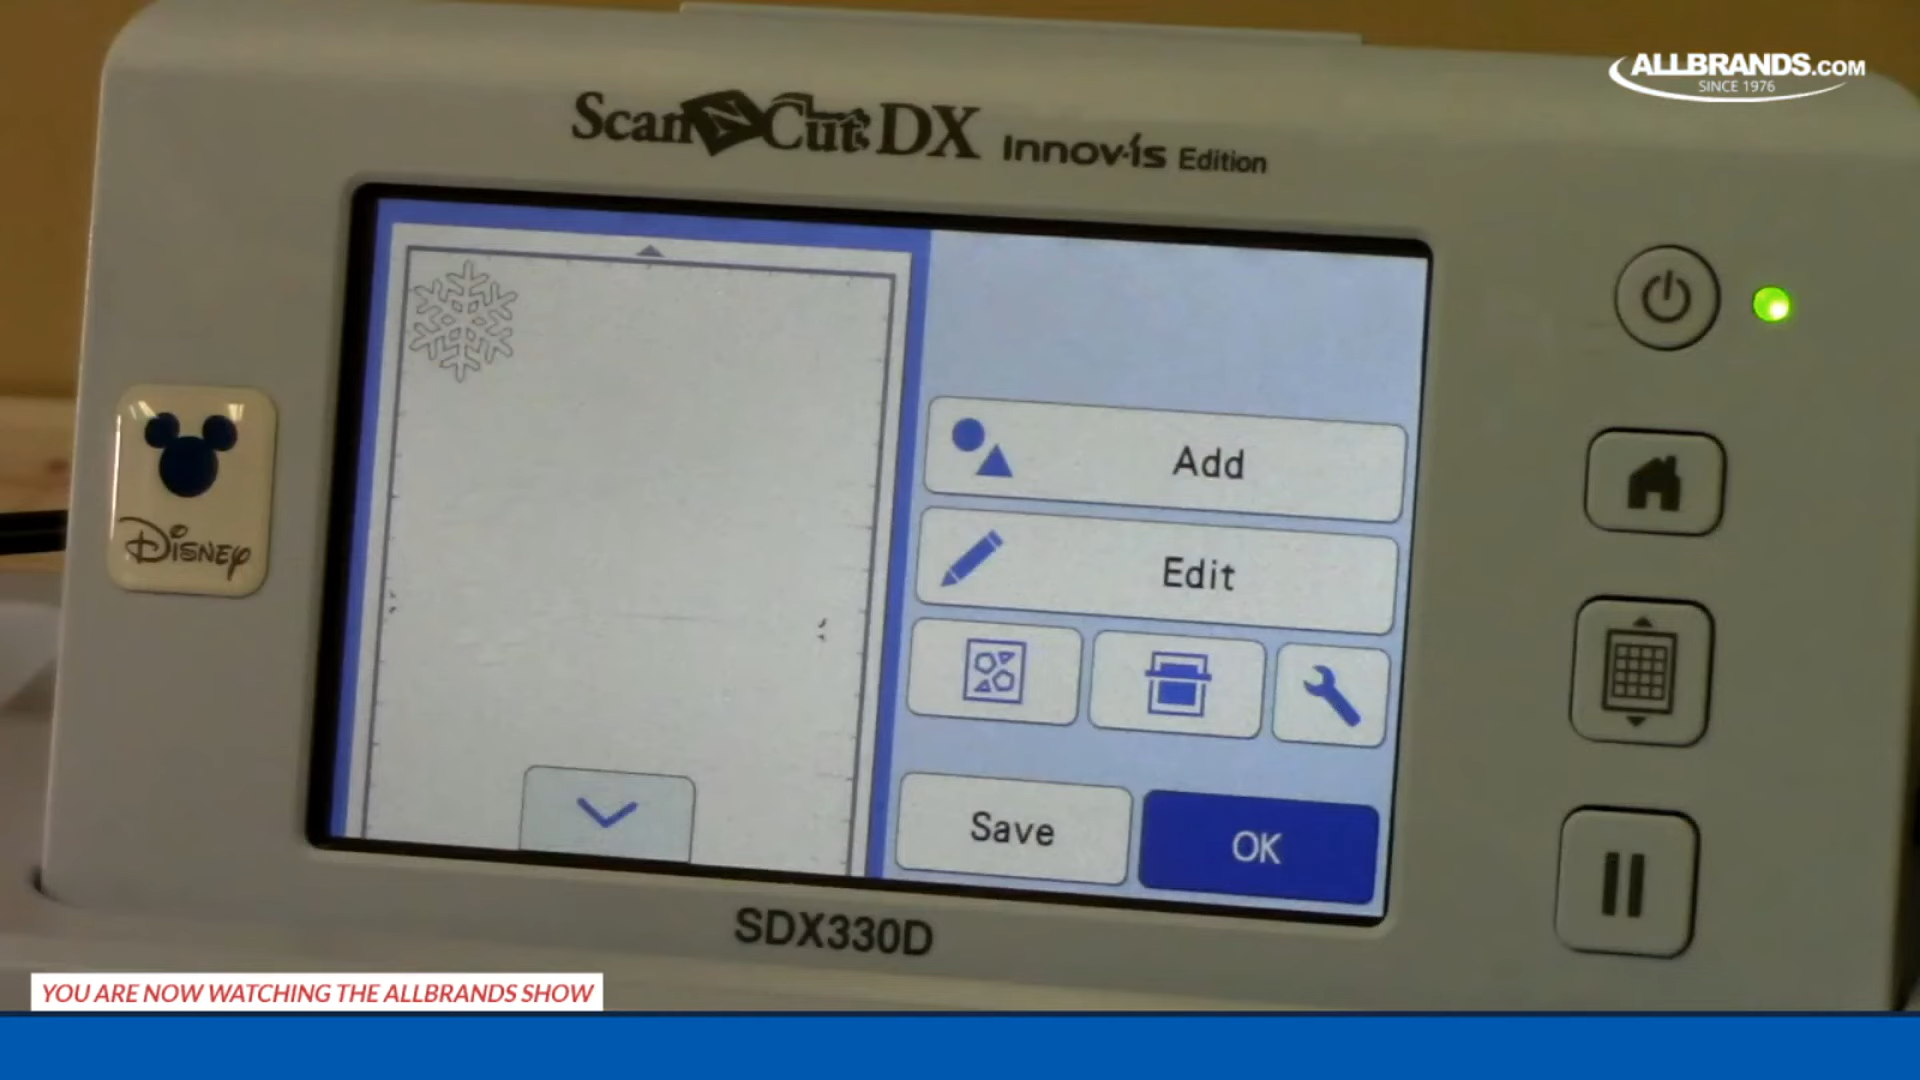 ALLBRANDS.COM
SINCE 1976
ScanNCut DX Innov-ís Edition
Disney
Add
Edit
Save
OK
SDX330D
YOU ARE NOW WATCHING THE ALLBRANDS SHOW